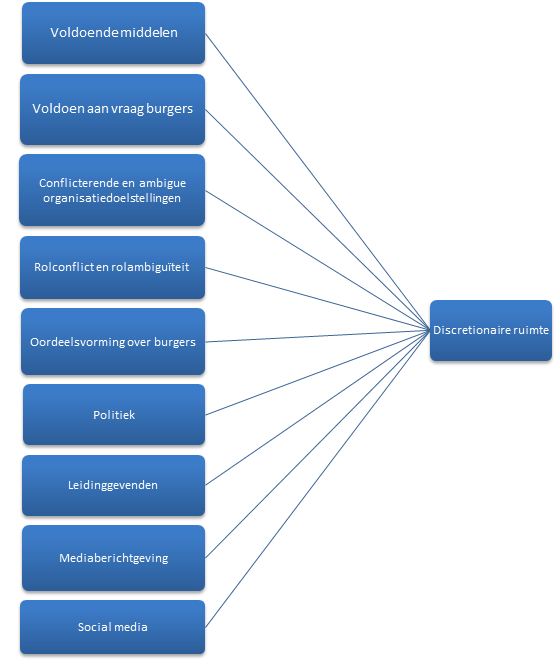 Voldoende middelen
Voldoen aan vraag burgers
Conflicterende en ambigue
organisatiedoelstellingen
Rolconflict en rolambiguïteit
Oordeelsvorming over burgers
Discretionaire ruimte
Politiek
Leidinggevenden
Mediaberichtgeving
Social media